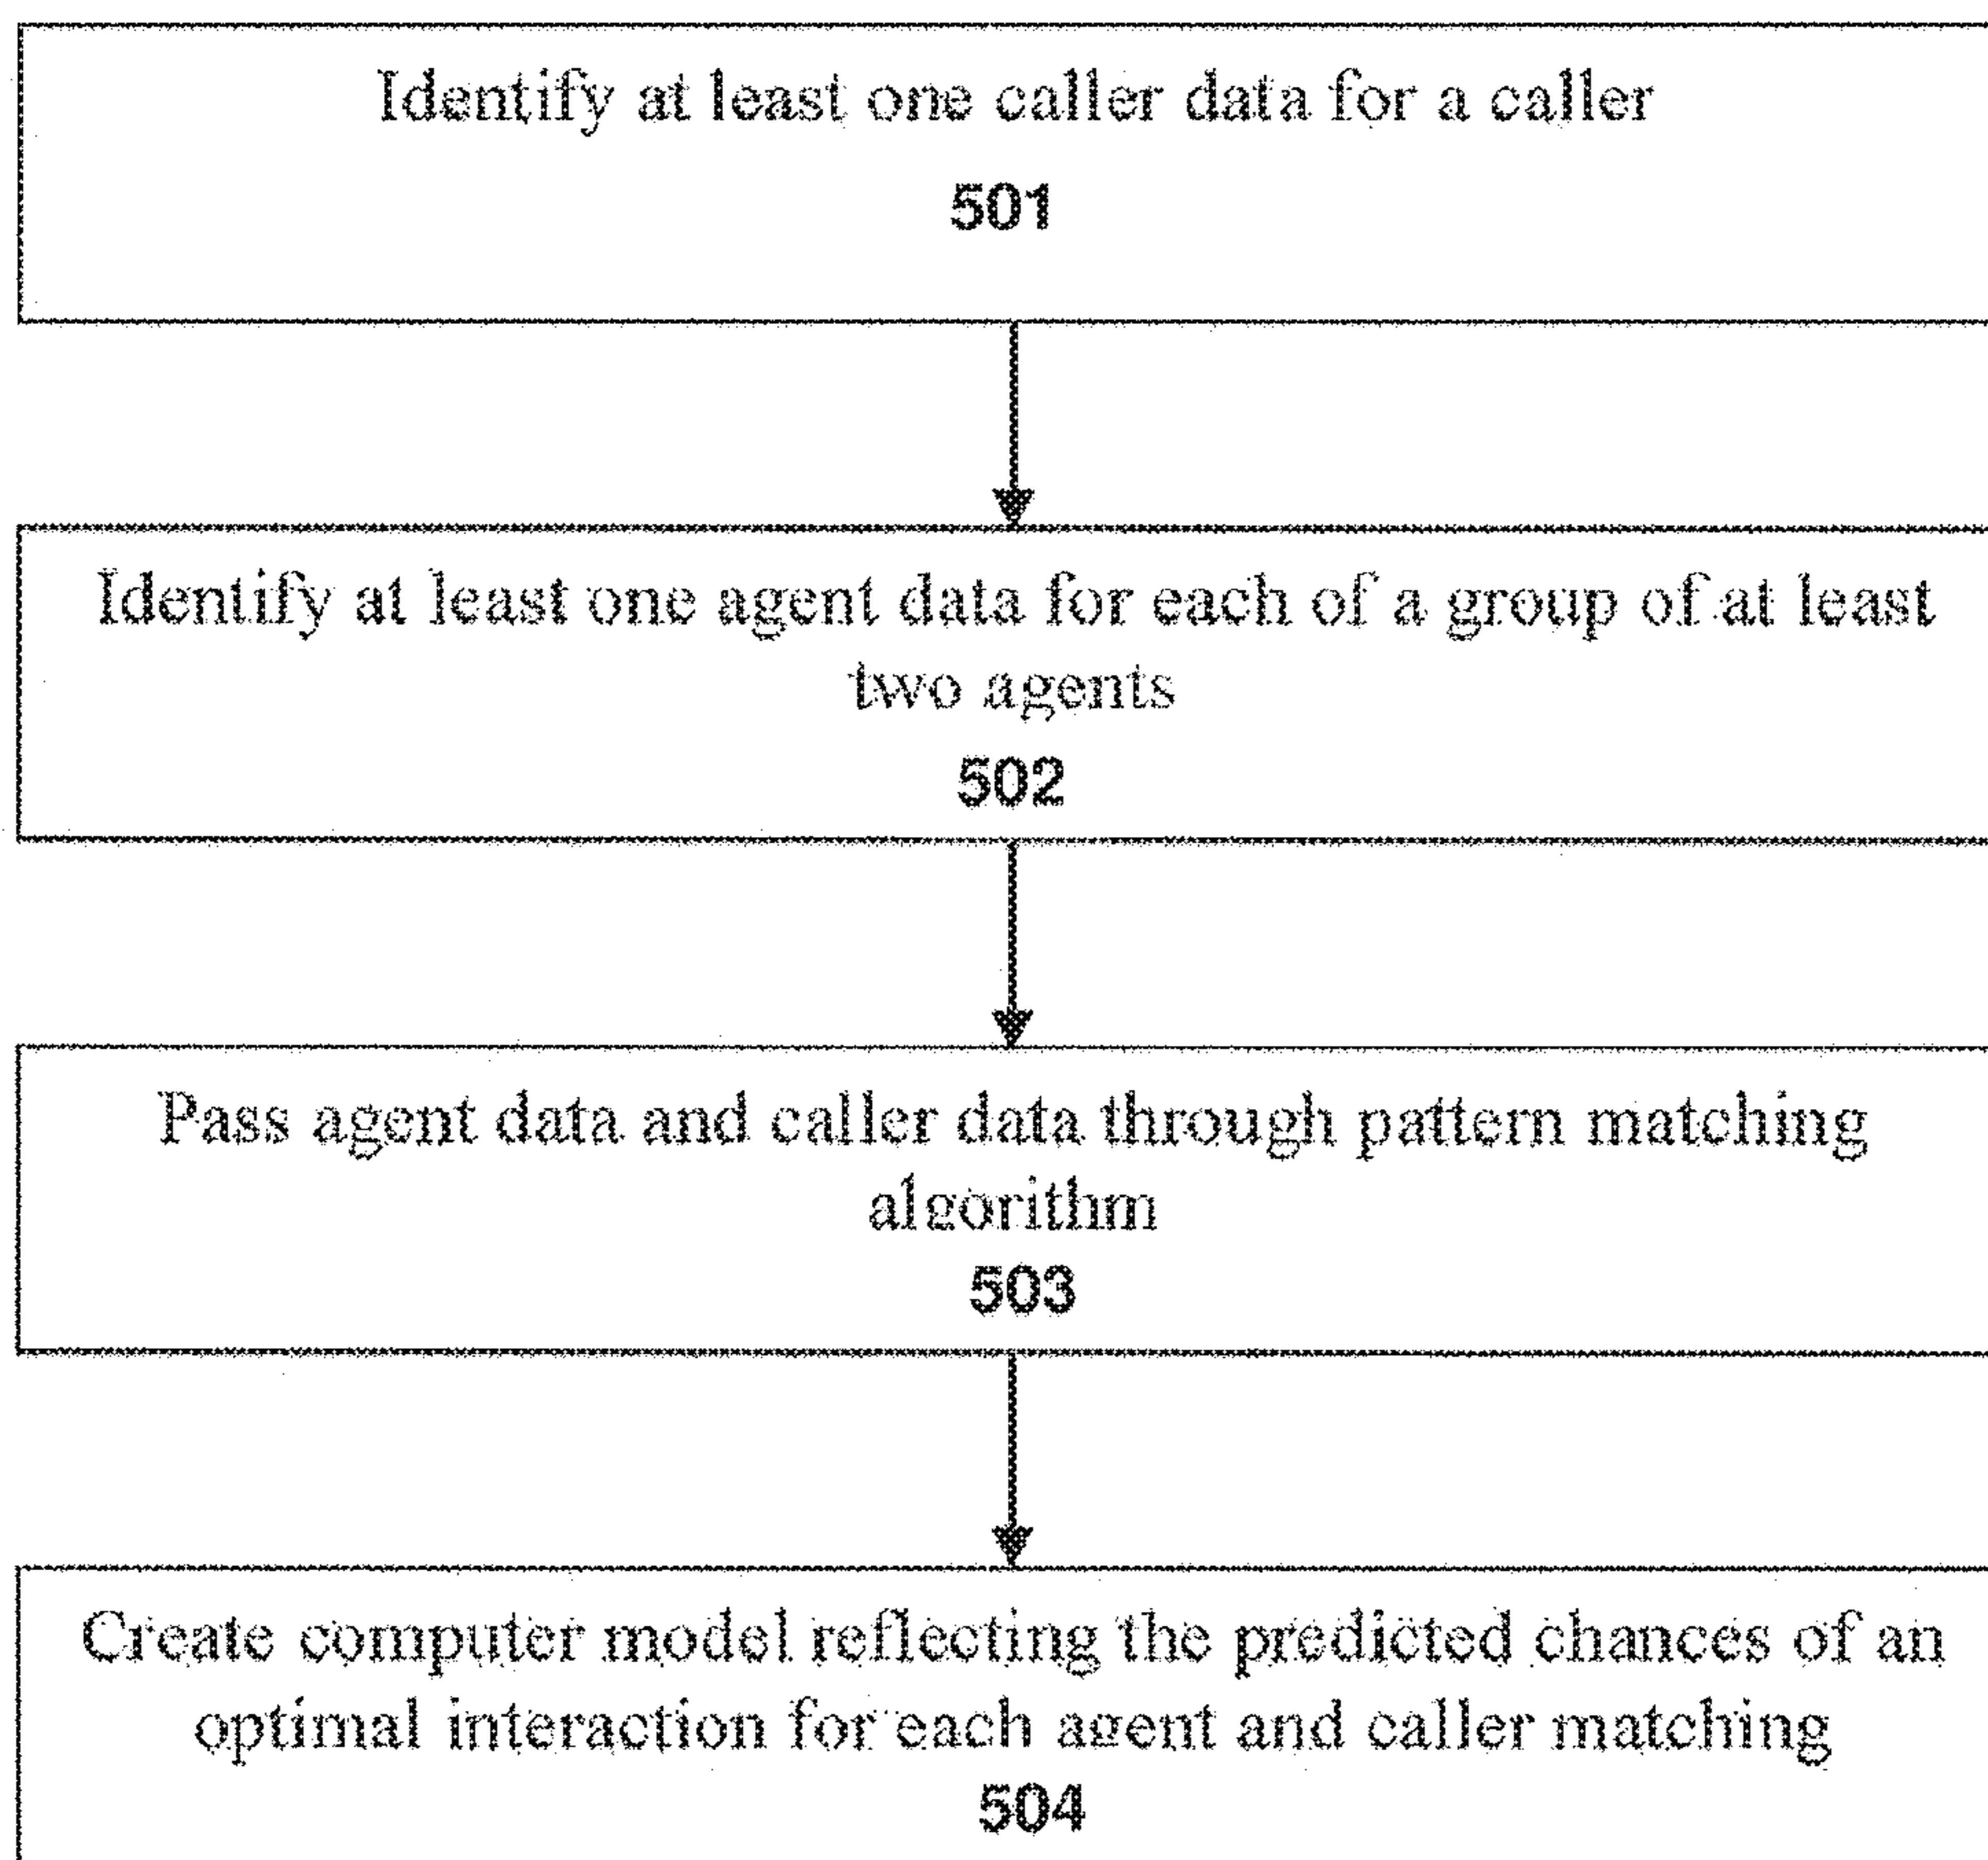 Identify at least one caller data for a caller
501
Identify at least one agent data for each of a group of at least
two agents
502
Pass agent data and caller data through pattern matching
algorithm
503
Create computer model reflecting the predicted chances of an
optimal interaction for each agent and caller matching
504